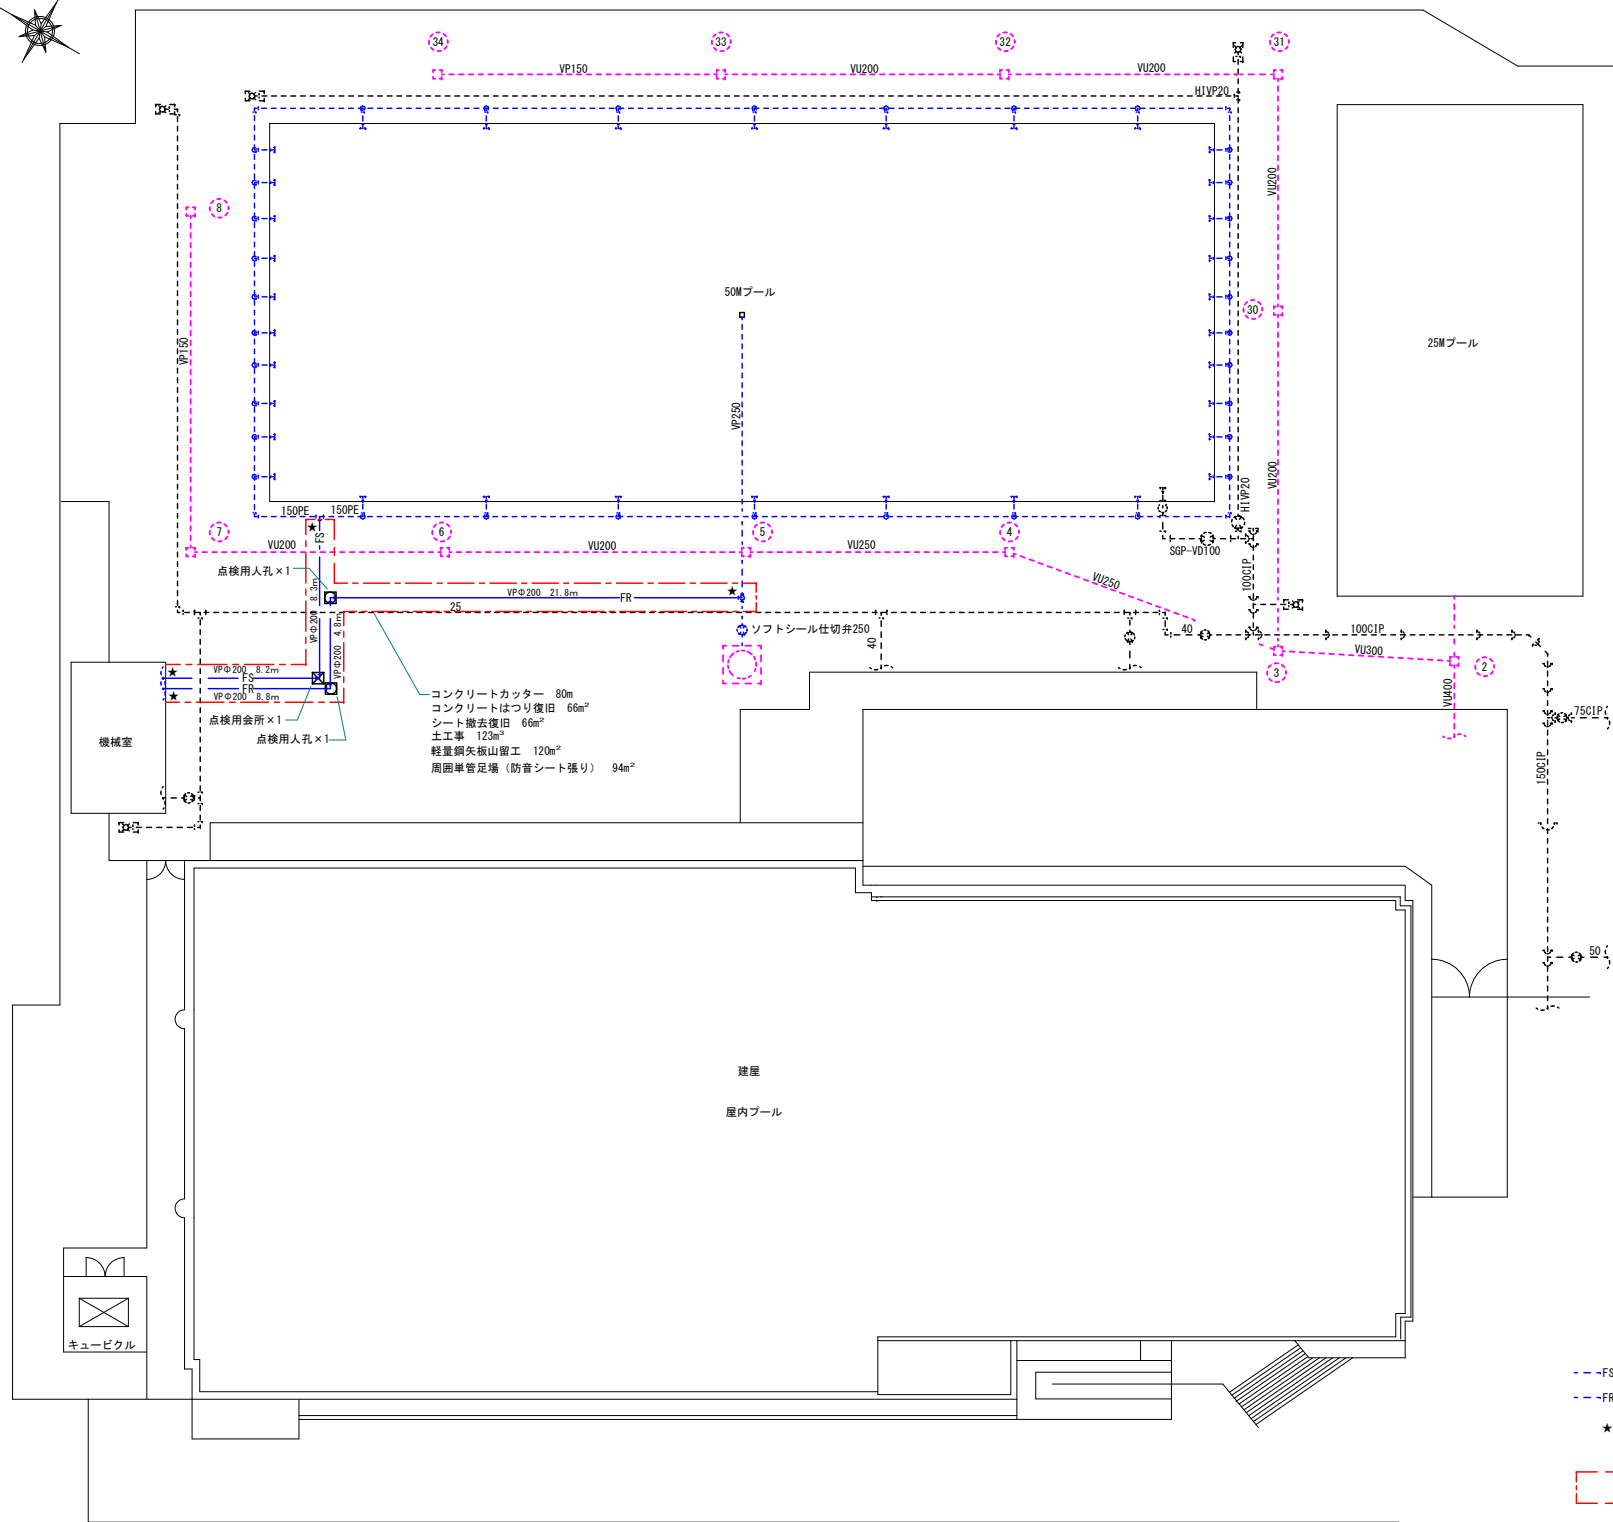 34
33
32
31
VP150
VU200
VU200
HIVP20
VU200
8
50Mプール
30
25Mプール
VP150
VP250
VU200
HIVP20
150PE
150PE
★
FS
7
6
5
4
VU200
VU200
VU250
SGP-VD100
点検用人孔×1
8.3m
VPΦ200
VPΦ200 21.8m
FR
★
VU250
100CIP
25
4.8m
VPΦ200
ソフトシール仕切弁250
40
40
100CIP
VU300
3
2
VU400
★
VPΦ200 8.2m
FS
FR
★
VPΦ200 8.8m
点検用会所×1
点検用人孔×1
機械室
コンクリートカッター 80m
コンクリートはつり復旧 66m²
シート撤去復旧 66m²
土工事 123m³
軽量鋼矢板山留工 120m²
周囲単管足場（防音シート張り） 94m²
75CIP
150CIP
50
建屋
屋内プール
キュービクル
FS
FR
★